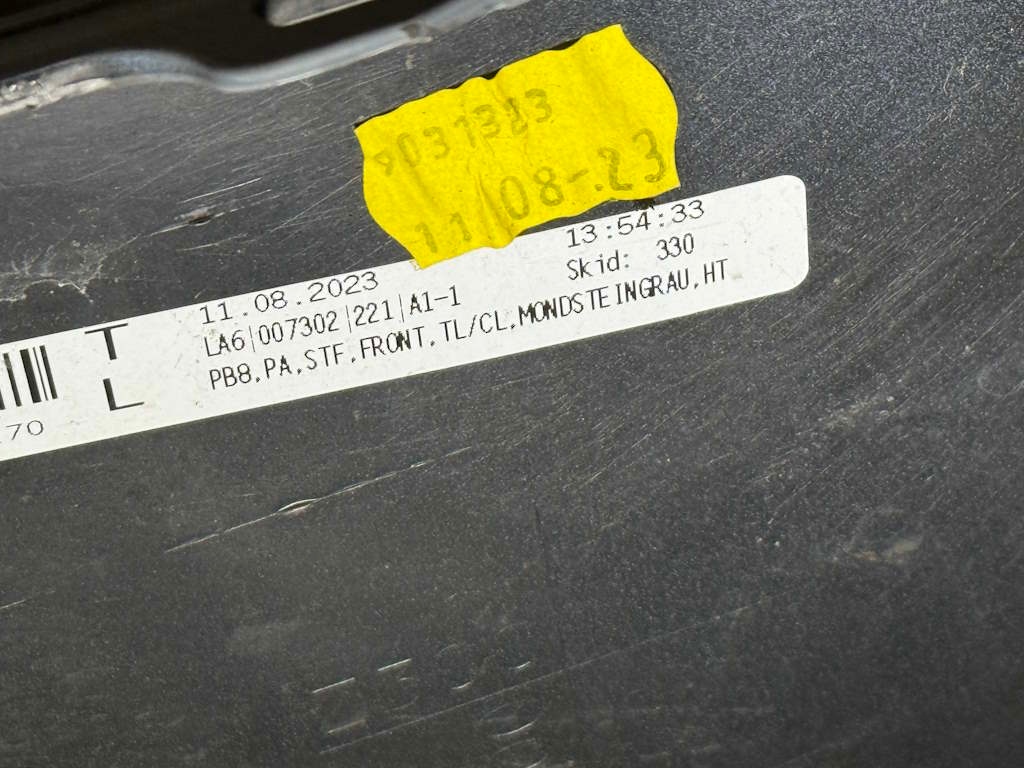 9031323
11 08-.23
11.08.2023
13:54:33
LA6|007302|221|A1-1
Skid: 330
PB8,PA,STF,FRONT,TL/CL,MONDSTEINGRAU,HT
T
L
70